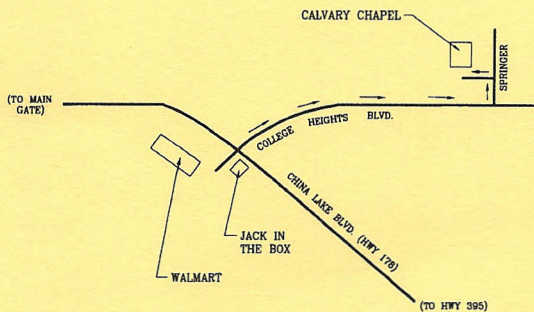 CALVARY CHAPEL
SPRINGER
(TO MAIN
GATE)
COLLEGE HEIGHTS BLVD.
CHINA LAKE BLVD. (HWY 178)
JACK IN
THE BOX
WALMART
(TO HWY 395)